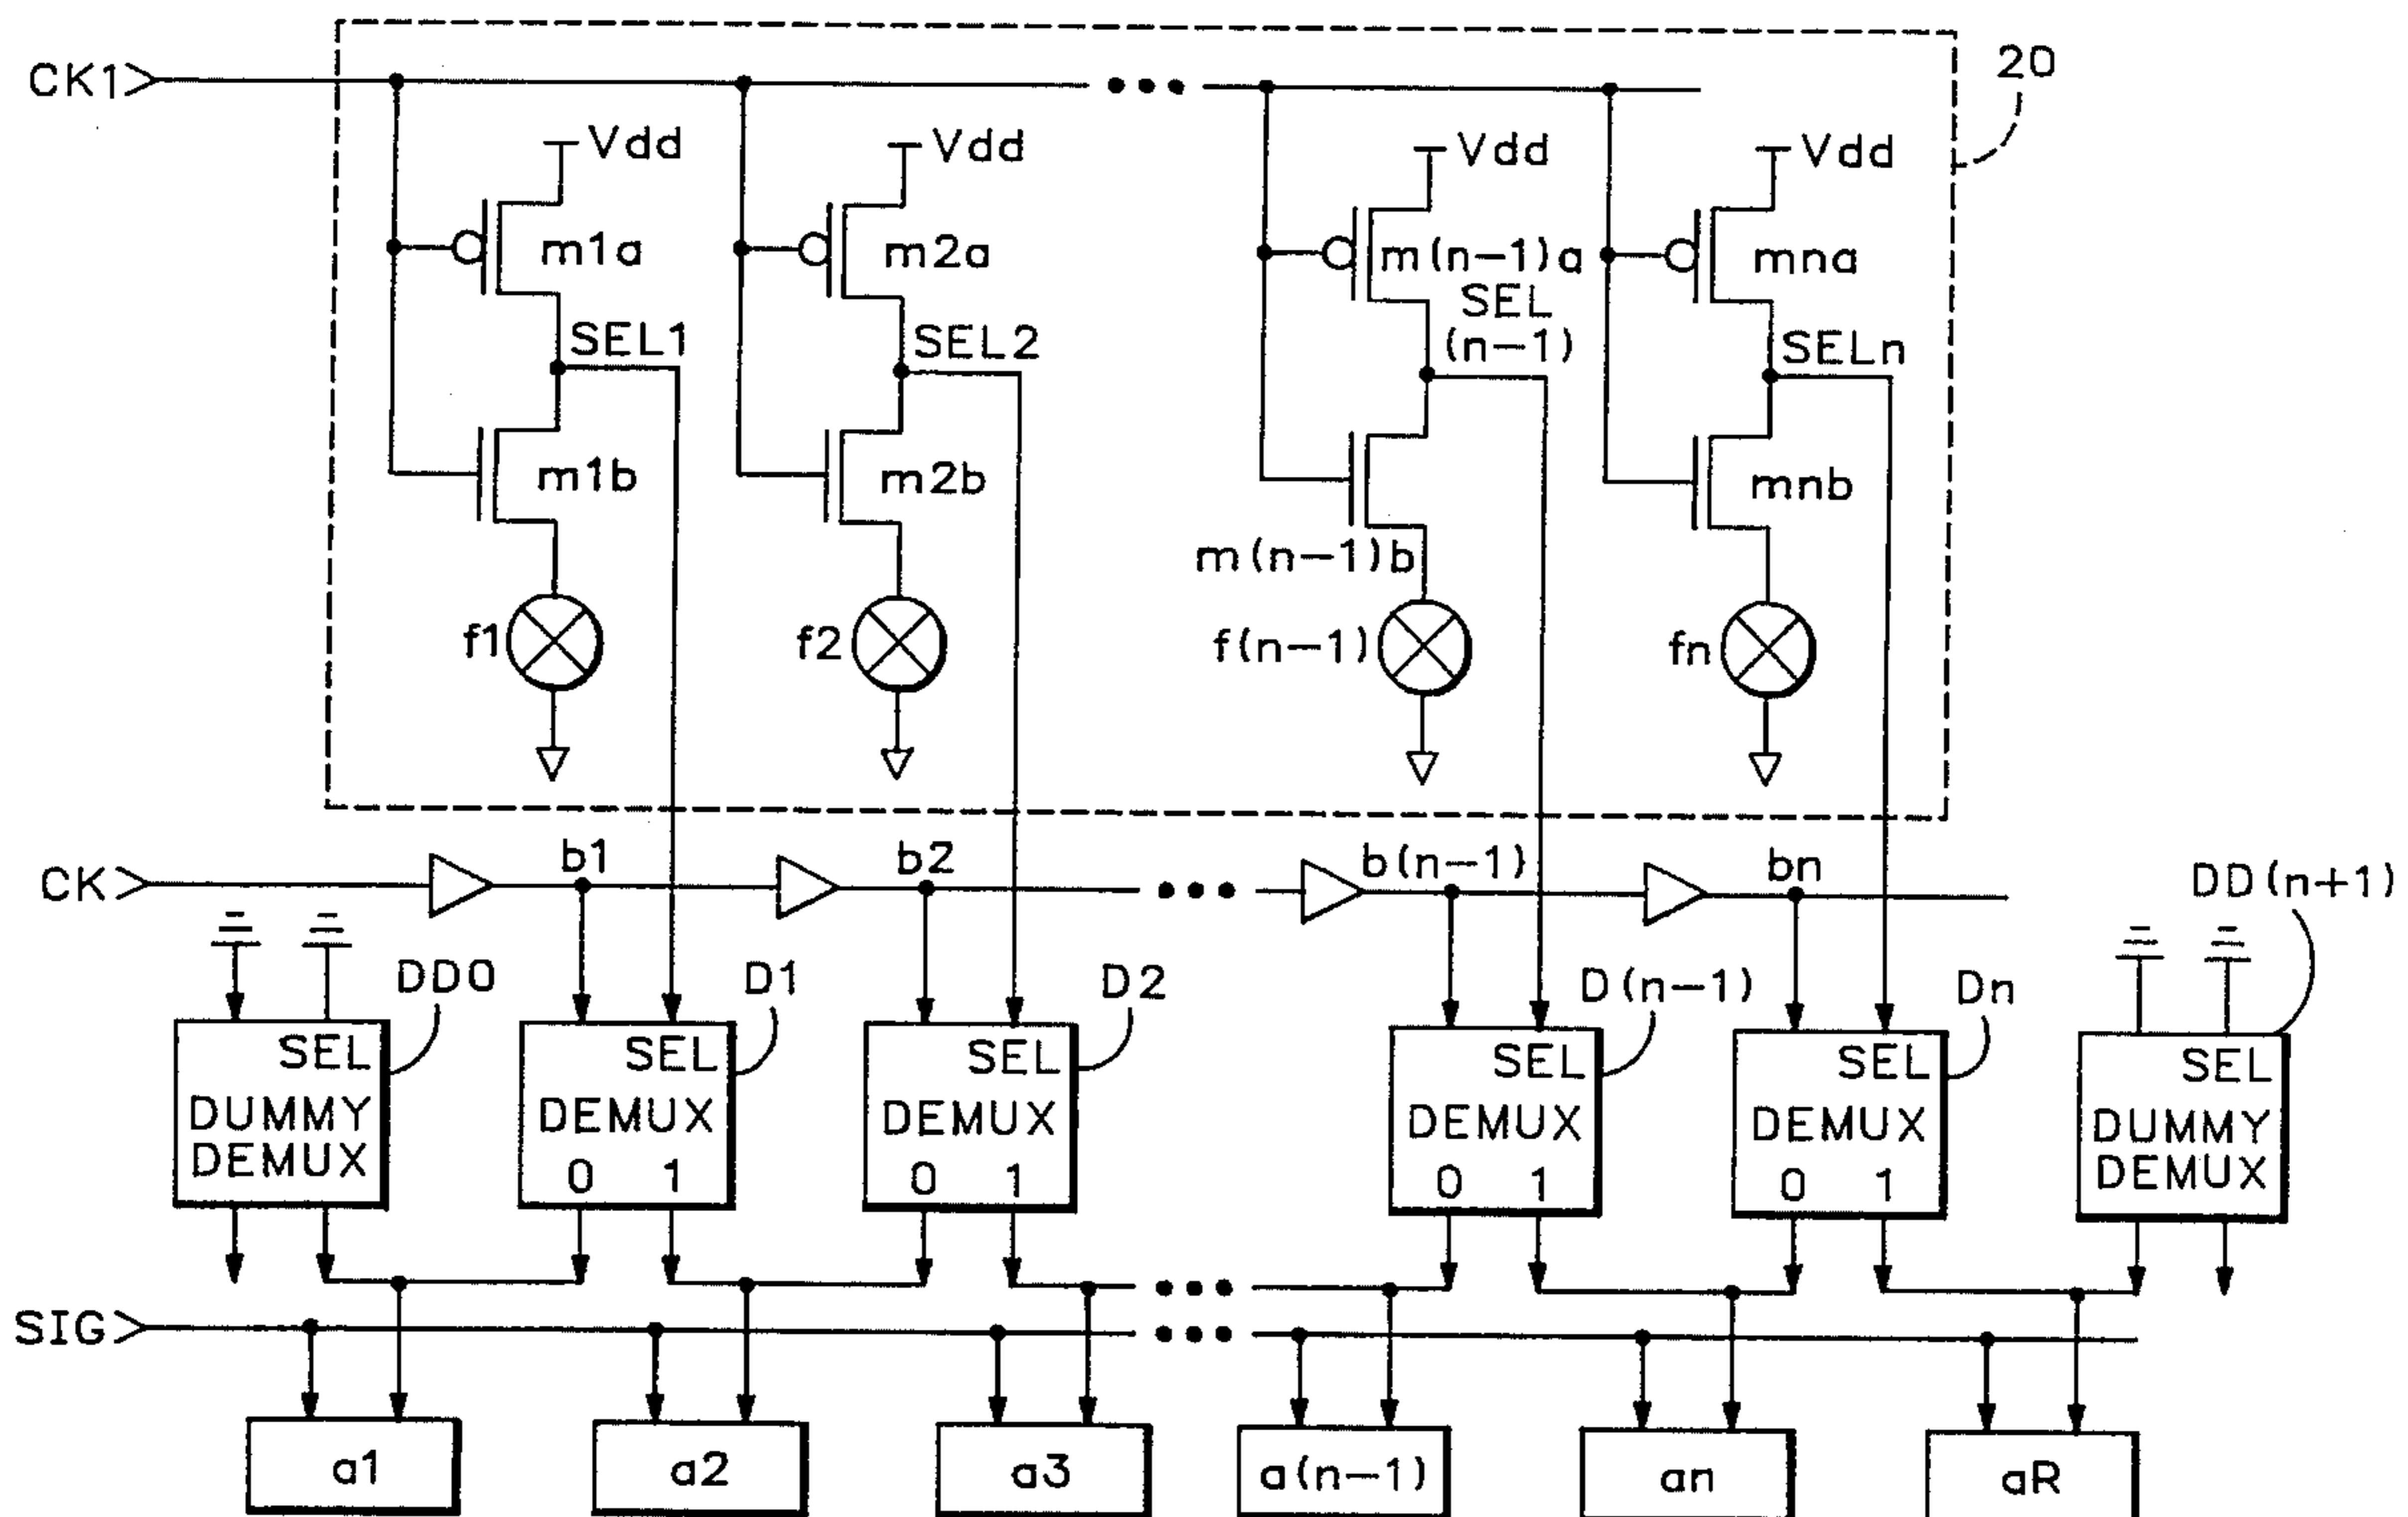 20
CK1
Vdd Vdd Vdd Vdd
m1a m2a m(n-1)a mna
SEL1 SEL2 SEL (n-1) SELn
m1b m2b m(n-1)b mnb
f1 f2 f(n-1) fn
CK b1 b2 b(n-1) bn DD(n+1)
DD0 D1 D2 D(n-1) Dn
SEL SEL SEL SEL SEL SEL
DUMMY DEMUX DEMUX DEMUX DEMUX DEMUX DUMMY DEMUX
0 1 0 1 0 1 0 1
SIG
a1 a2 a3 a(n-1) an aR